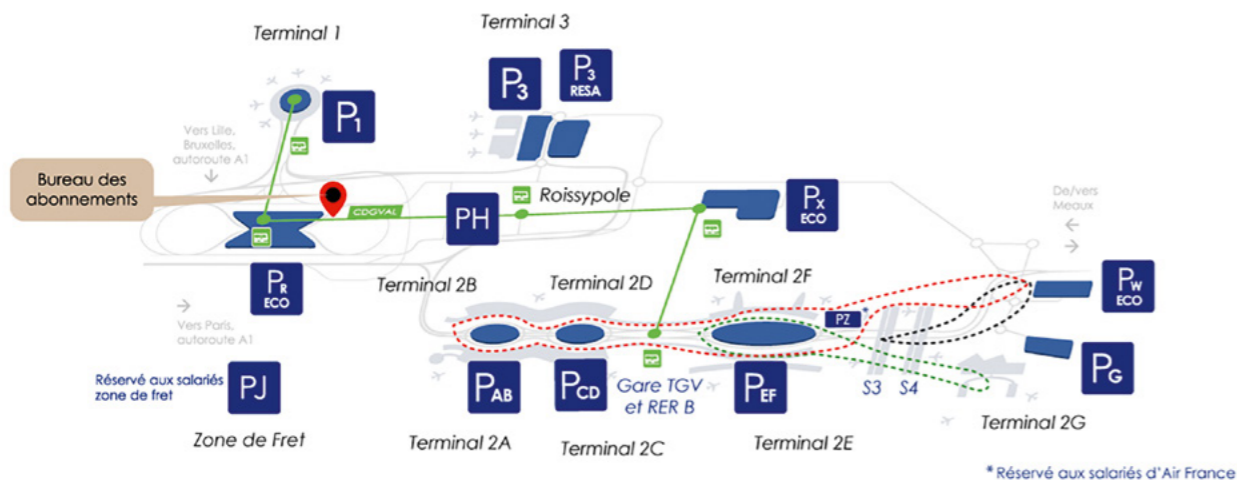 Terminal 1
Terminal 3
P1
P3
P3
RESA
Vers Lille,
Bruxelles,
autoroute A1
Bureau des
abonnements
CDGVAL
PH
Roissypole
PX
ECO
De/vers
Meaux
PR
ECO
Terminal 2B
Terminal 2D
Terminal 2F
PW
ECO
Vers Paris,
autoroute A1
PZ
*
Réservé aux salariés
zone de fret
PJ
PAB
PCD
Gare TGV
et RER B
PEF
S3
S4
PG
Zone de Fret
Terminal 2A
Terminal 2C
Terminal 2E
Terminal 2G
* Réservé aux salariés d'Air France